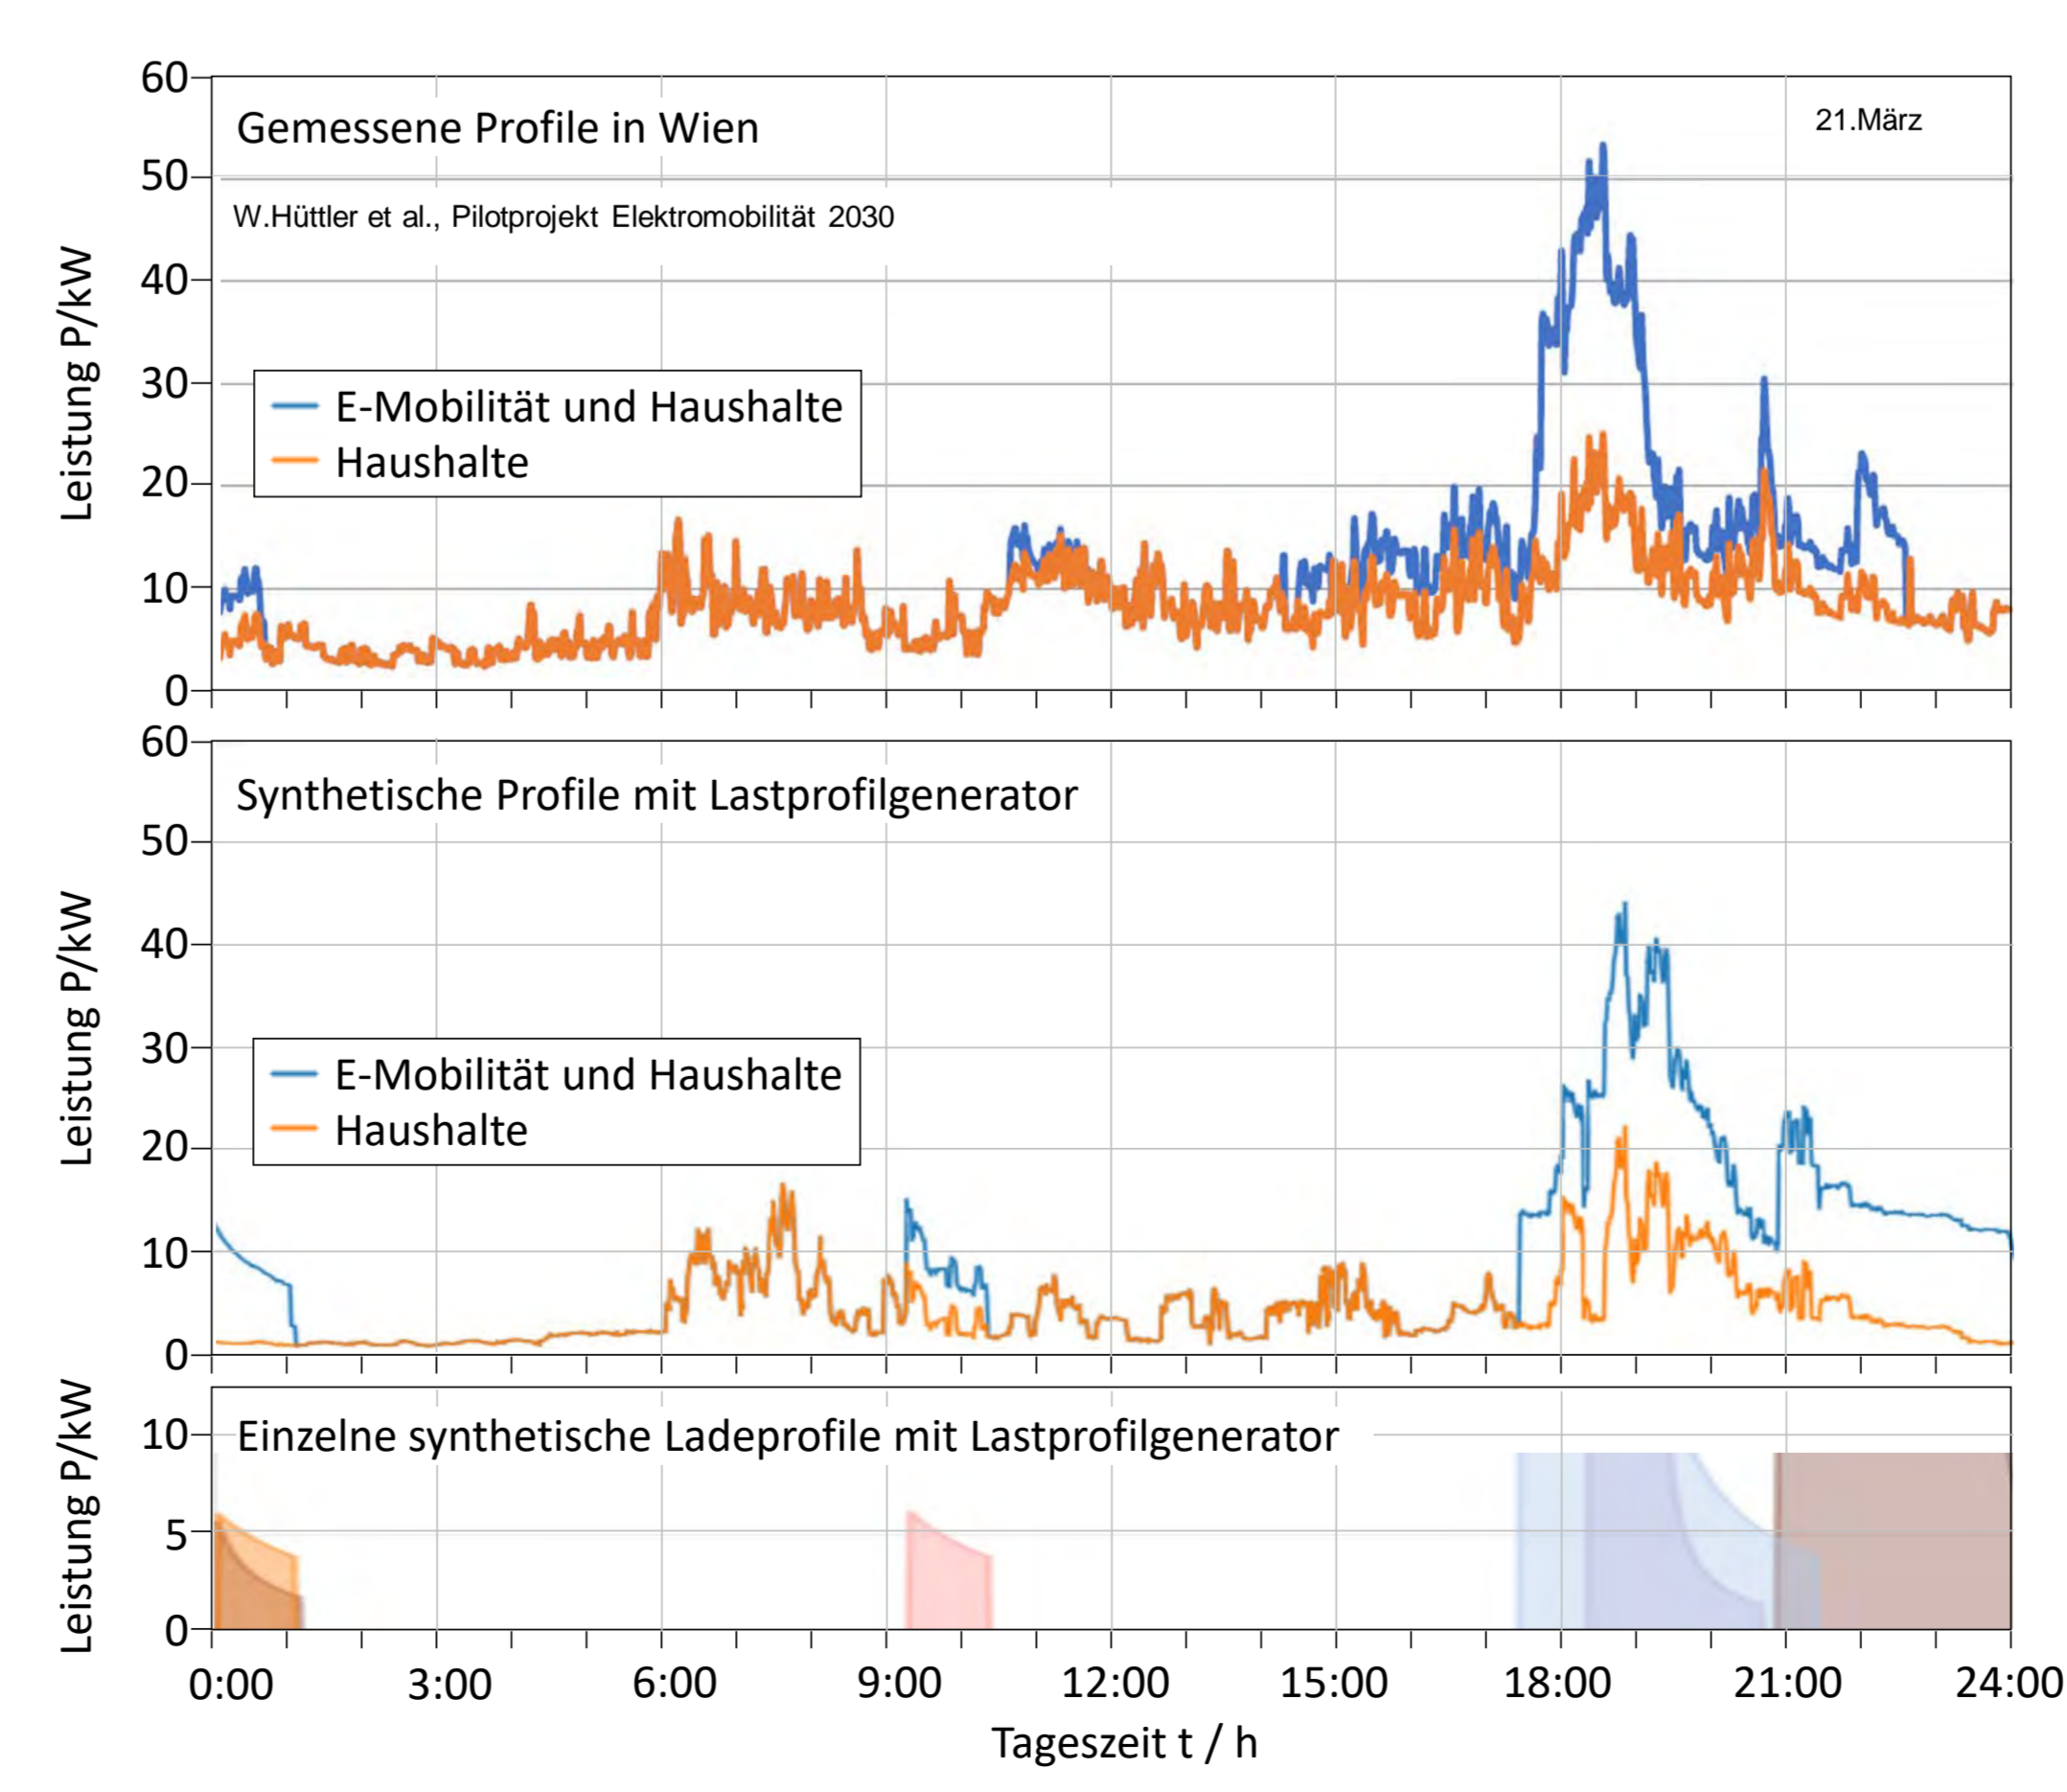 60
Gemessene Profile in Wien
21.März
50
W.Hüttler et al., Pilotprojekt Elektromobilität 2030
40
30
E-Mobilität und Haushalte
Haushalte
20
10
0
Leistung P/kW
60
Synthetische Profile mit Lastprofilgenerator
50
40
30
E-Mobilität und Haushalte
Haushalte
20
10
0
Leistung P/kW
10
Einzelne synthetische Ladeprofile mit Lastprofilgenerator
5
0
Leistung P/kW
0:00 3:00 6:00 9:00 12:00 15:00 18:00 21:00 24:00
Tageszeit t / h